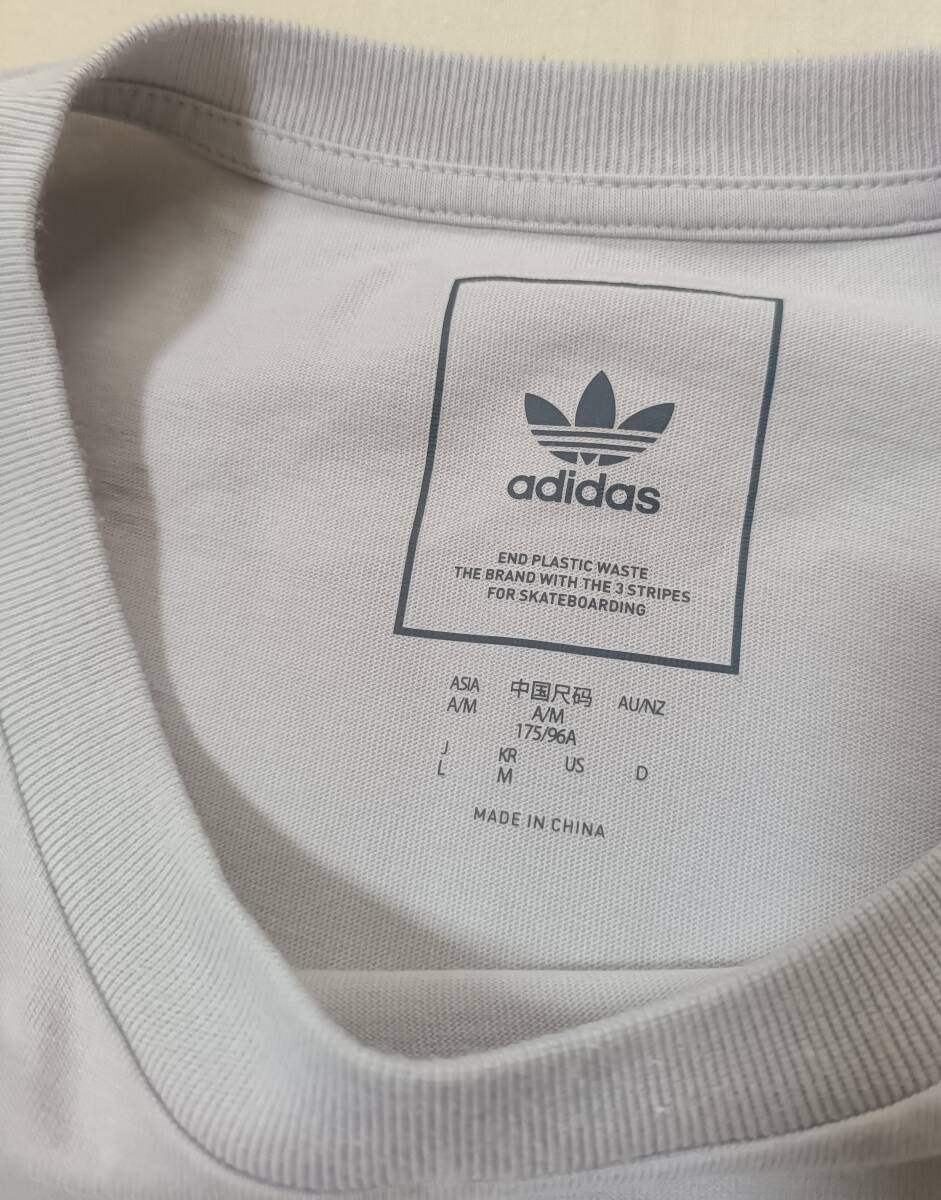 adidas
END PLASTIC WASTE
THE BRAND WITH THE 3 STRIPES
FOR SKATEBOARDING
ASIA 中国尺码 AU/NZ
A/M A/M
175/96A
J KR US D
L M
MADE IN CHINA